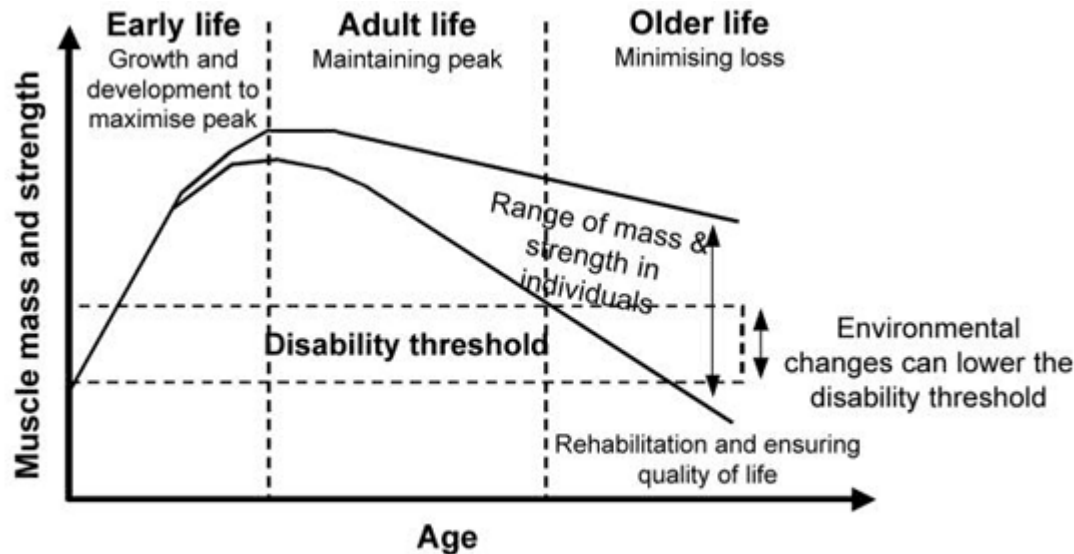 Early life
Growth and
development to
maximise peak
Adult life
Maintaining peak
Older life
Minimising loss
Muscle mass and strength
Range of mass &
strength in
individuals
Disability threshold
Environmental
changes can lower the
disability threshold
Rehabilitation and ensuring
quality of life
Age